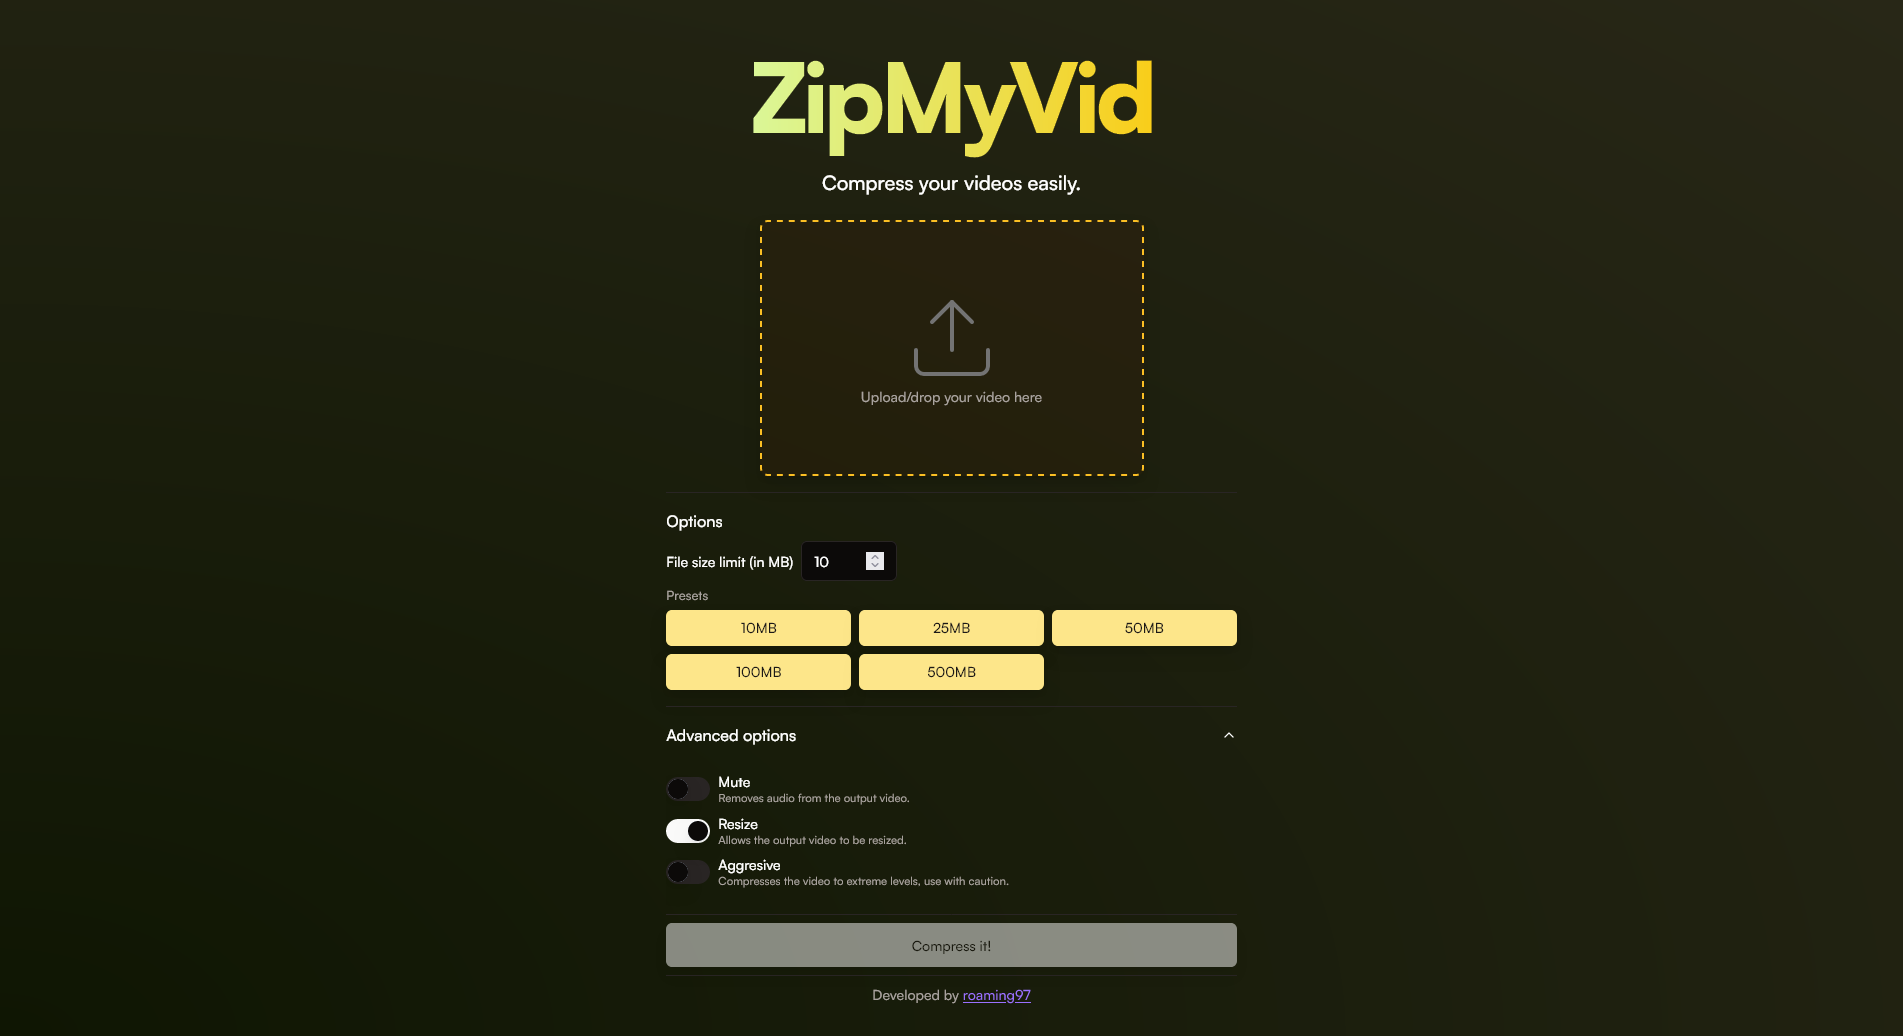 ZipMyVid
Compress your videos easily.
Upload/drop your video here
Options
File size limit (in MB) 10
Presets
10MB 25MB 50MB
100MB 500MB
Advanced options
Mute
Removes audio from the output video.
Resize
Allows the output video to be resized.
Aggresive
Compresses the video to extreme levels, use with caution.
Compress it!
Developed by roaming97